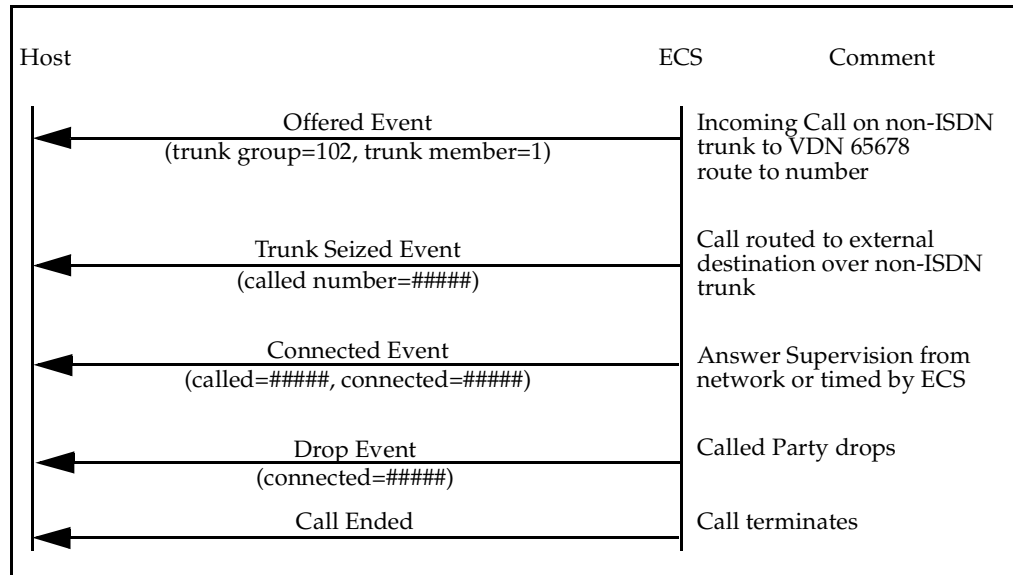 Host ECS Comment
Offered Event
(trunk group=102, trunk member=1)
Incoming Call on non-ISDN
trunk to VDN 65678
route to number
Trunk Seized Event
(called number=#####)
Call routed to external
destination over non-ISDN
trunk
Connected Event
(called=#####, connected=#####)
Answer Supervision from
network or timed by ECS
Drop Event
(connected=#####)
Called Party drops
Call Ended
Call terminates